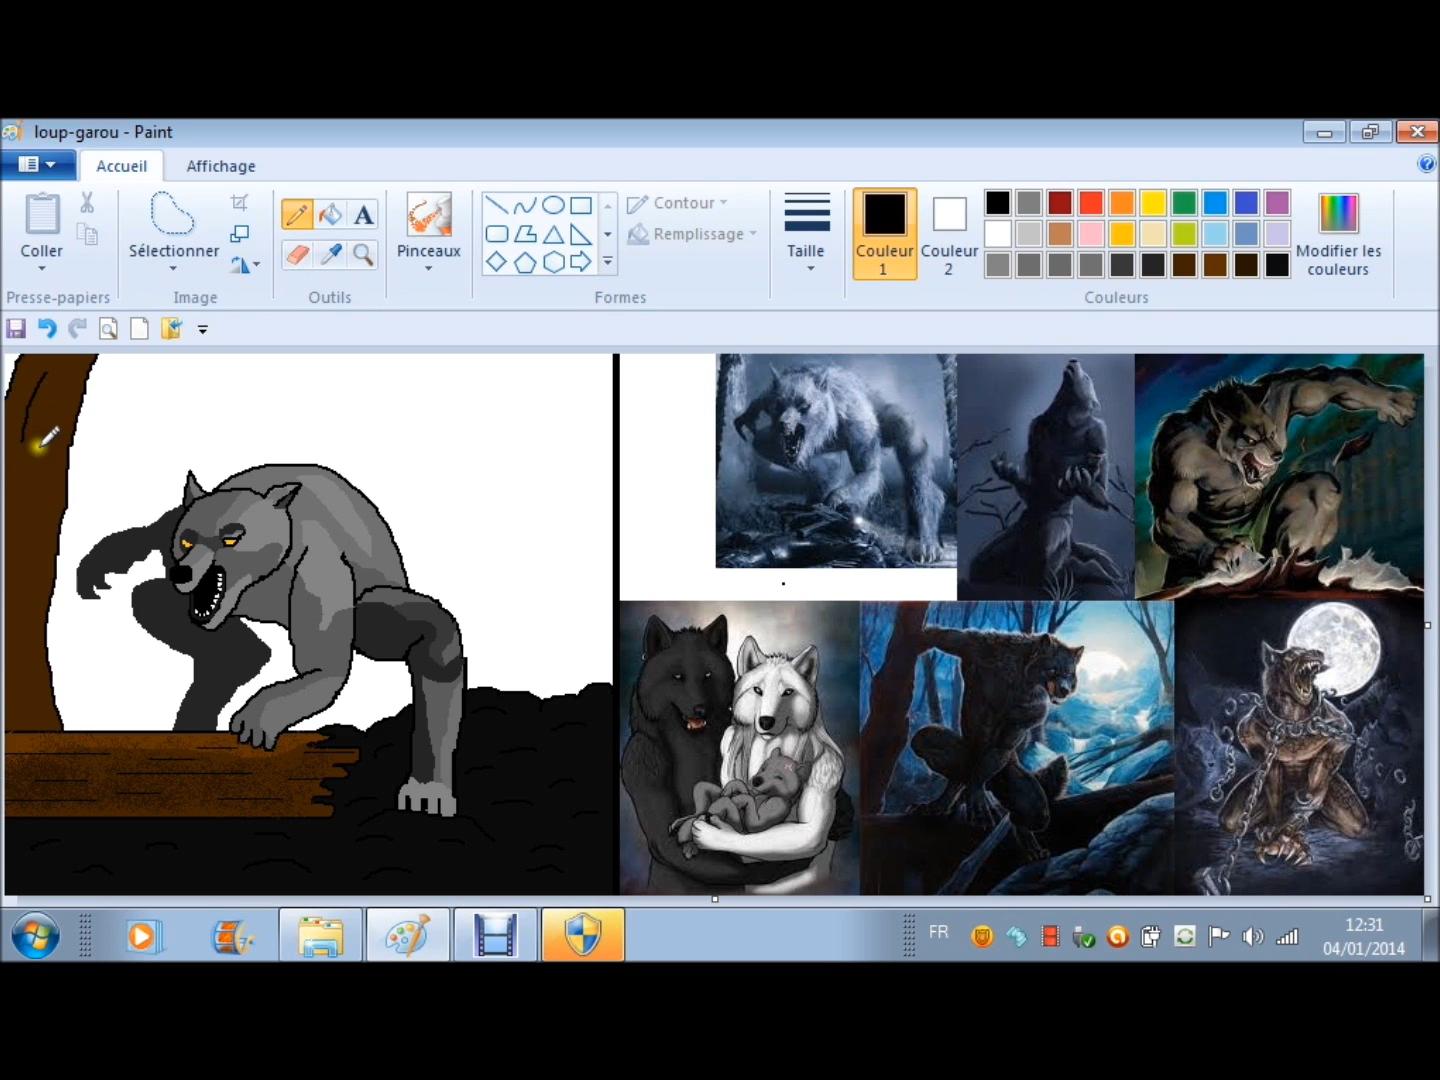 loup-garou - Paint
Accueil
Affichage
Coller
Sélectionner
A
Pinceaux
Contour
Remplissage
Taille
Couleur
1
Couleur
2
Modifier les
couleurs
Presse-papiers
Image
Outils
Formes
Couleurs
FR
12:31
04/01/2014